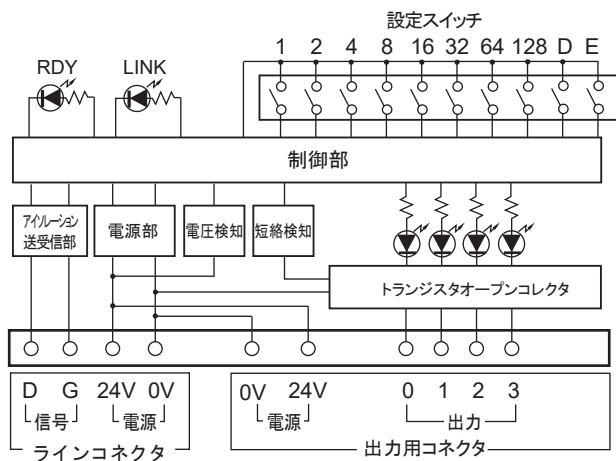 設定スイッチ
1 2 4 8 16 32 64 128 D E
RDY LINK
制御部
アイソレーション
送受信部
電源部
電圧検知
短絡検知
トランジスタオープンコレクタ
D G 24V 0V
信号 電源
ラインコネクタ
0V 24V 0 1 2 3
電源 出力
出力用コネクタ